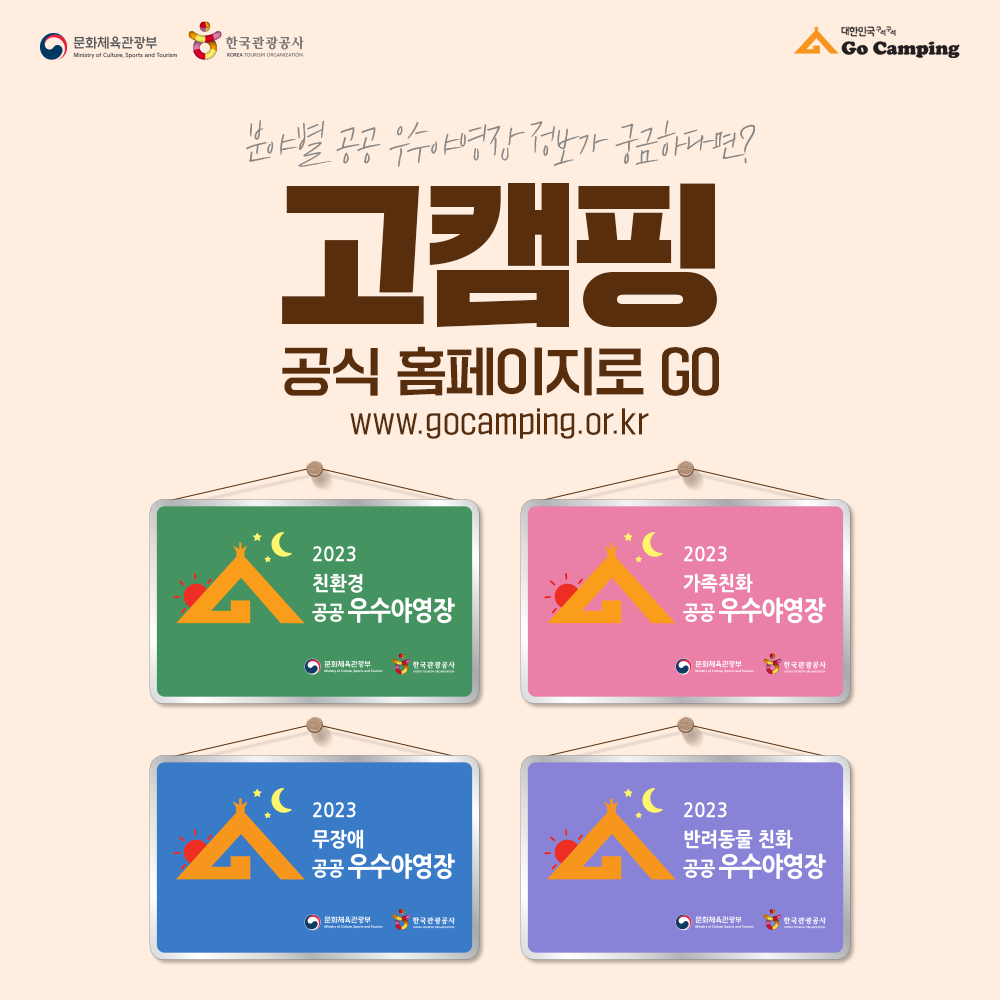 문화체육관광부
Ministry of Culture, Sports and Tourism
한국관광공사
KOREA TOURISM ORGANIZATION
대한민국 구석구석
Go Camping
분야별 공공 우수야영장 정보가 궁금하다면?
고캠핑
공식 홈페이지로 GO
www.gocamping.or.kr
2023
친환경
공공 우수야영장
문화체육관광부
Ministry of Culture, Sports and Tourism
한국관광공사
KOREA TOURISM ORGANIZATION
2023
가족친화
공공 우수야영장
문화체육관광부
Ministry of Culture, Sports and Tourism
한국관광공사
KOREA TOURISM ORGANIZATION
2023
무장애
공공 우수야영장
문화체육관광부
Ministry of Culture, Sports and Tourism
한국관광공사
KOREA TOURISM ORGANIZATION
2023
반려동물 친화
공공 우수야영장
문화체육관광부
Ministry of Culture, Sports and Tourism
한국관광공사
KOREA TOURISM ORGANIZATION